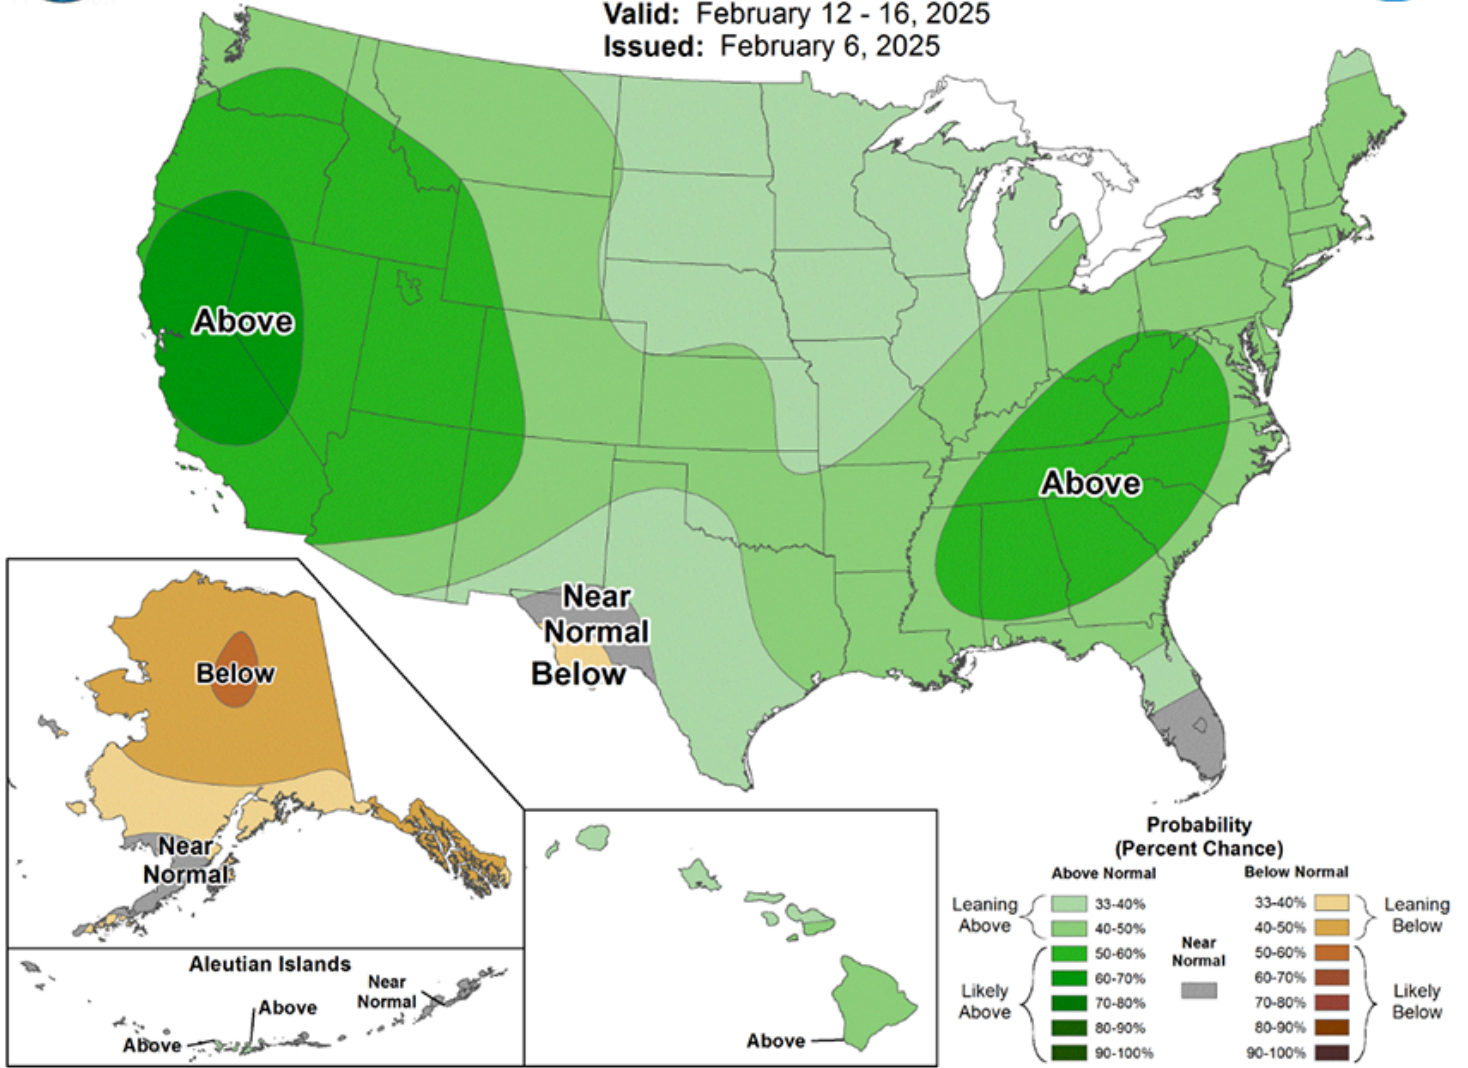 Valid: February 12 - 16, 2025
Issued: February 6, 2025
Above
Above
Near
Normal
Below
Below
Near
Normal
Aleutian Islands
Near
Normal
Above
Above
Above
Probability
(Percent Chance)
Above Normal
Below Normal
Leaning
Above
33-40%
40-50%
Likely
Above
50-60%
60-70%
70-80%
80-90%
90-100%
Near
Normal
33-40%
40-50%
Leaning
Below
50-60%
60-70%
70-80%
80-90%
90-100%
Likely
Below